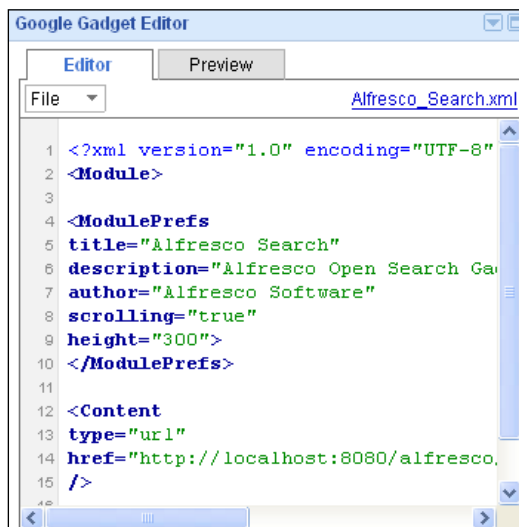 Google Gadget Editor
Editor Preview
File Alfresco_Search.xml
1 <?xml version="1.0" encoding="UTF-8"
2 <Module>
3
4 <ModulePrefs
5 title="Alfresco Search"
6 description="Alfresco Open Search
7 author="Alfresco Software"
8 scrolling="true"
9 height="300">
10 </ModulePrefs>
11
12 <Content
13 type="url"
14 href="http://localhost:8080/alfresco
15 />